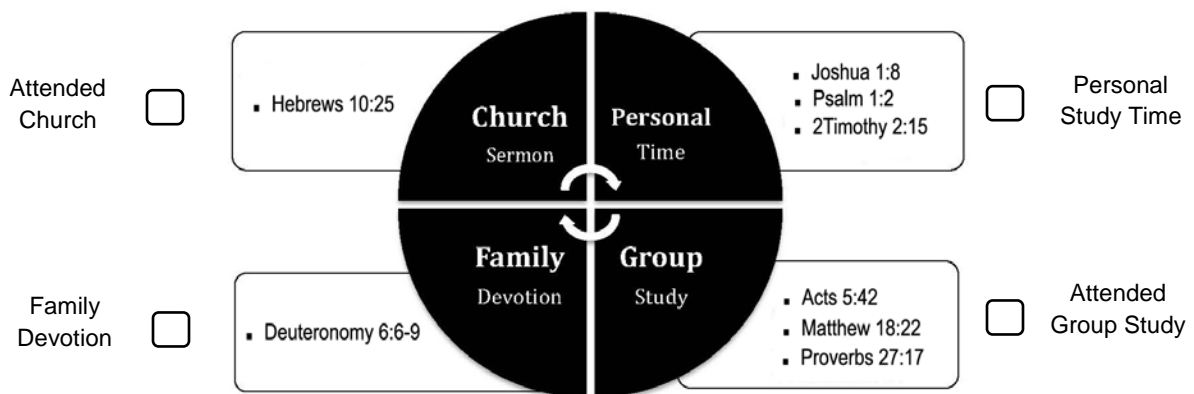 Attended
Church
Hebrews 10:25
Church
Sermon
Personal
Time
Joshua 1:8
Psalm 1:2
2Timothy 2:15
Personal
Study Time
Family
Devotion
Deuteronomy 6:6-9
Family
Devotion
Group
Study
Acts 5:42
Matthew 18:22
Proverbs 27:17
Attended
Group Study